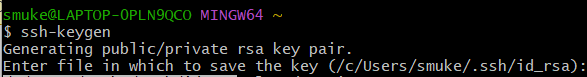 smuke@LAPTOP-0PLN9QCO MINGW64 ~
$ ssh-keygen
Generating public/private rsa key pair.
Enter file in which to save the key (/c/Users/smuke/.ssh/id_rsa):